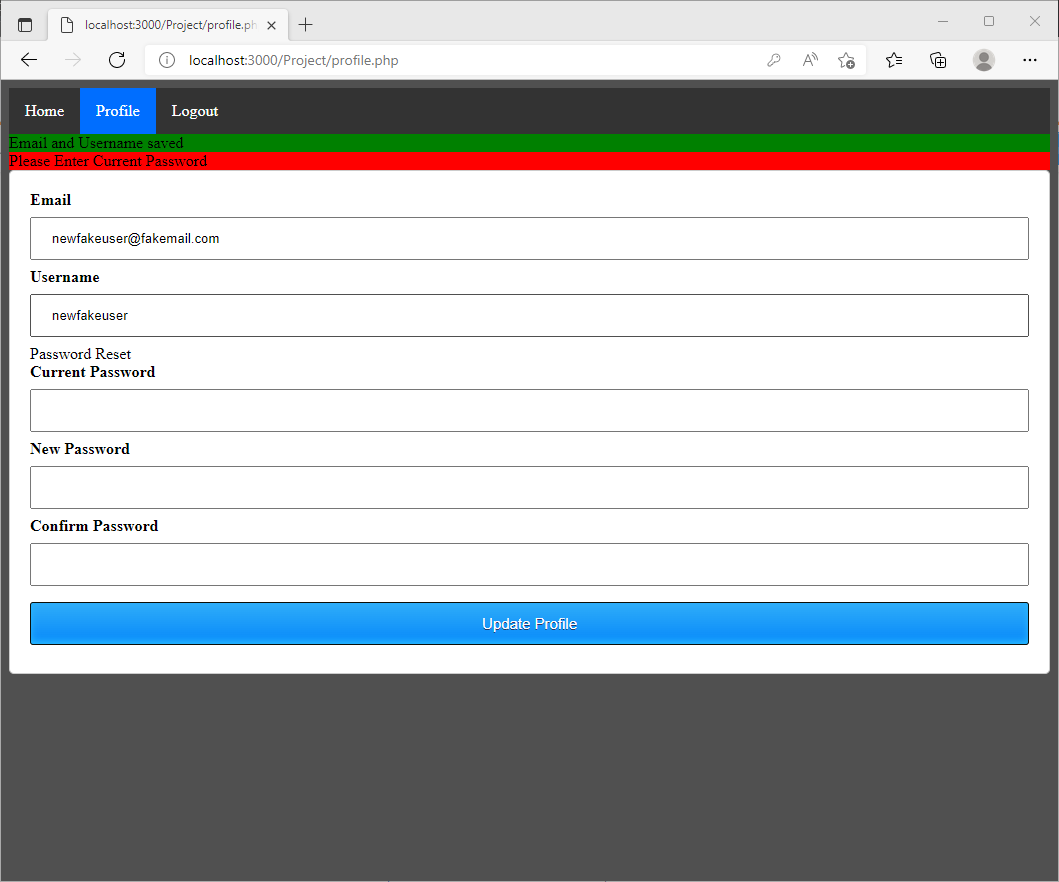 localhost:3000/Project/profile.ph
localhost:3000/Project/profile.php
Home Profile Logout
Email and Username saved
Please Enter Current Password
Email
newfakeuser@fakemail.com
Username
newfakeuser
Password Reset
Current Password
New Password
Confirm Password
Update Profile